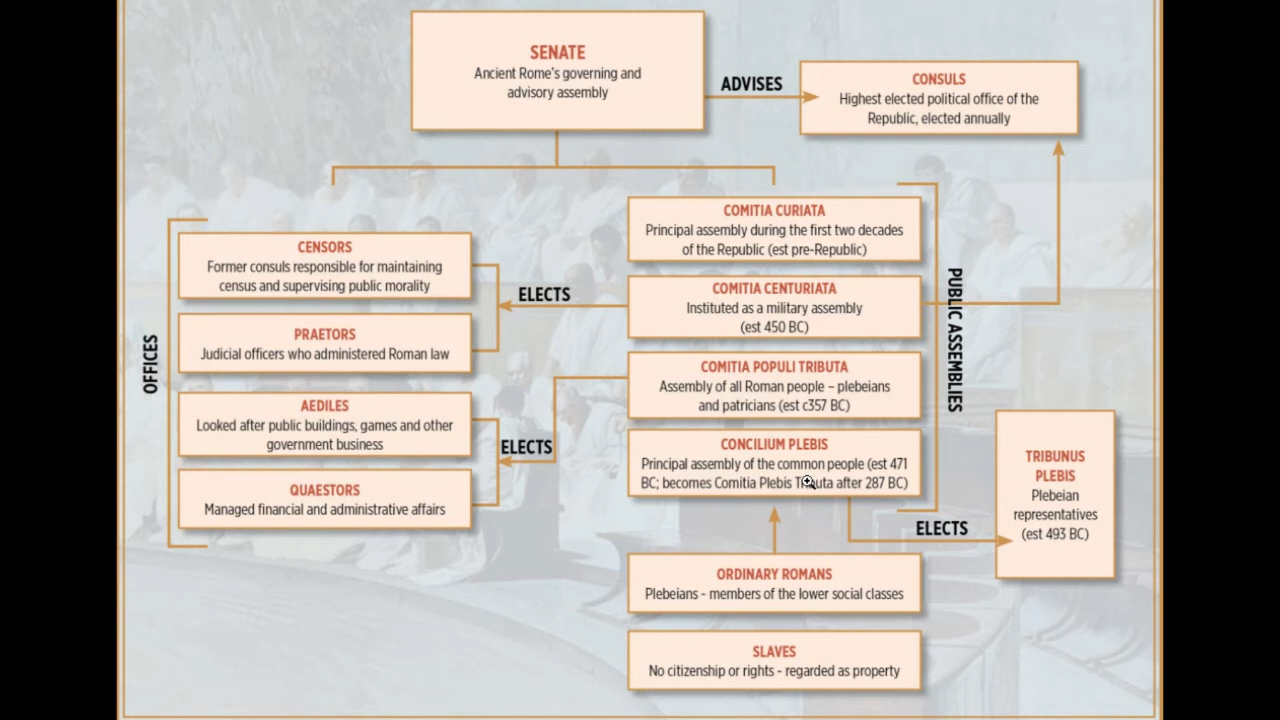 SENATE
Ancient Rome's governing and
advisory assembly
ADVISES
CONSULS
Highest elected political office of the
Republic, elected annually
OFFICES
CENSORS
Former consuls responsible for maintaining
census and supervising public morality
PRAETORS
Judicial officers who administered Roman law
AEDILES
Looked after public buildings, games and other
government business
QUAESTORS
Managed financial and administrative affairs
ELECTS
ELECTS
COMITIA CURIATA
Principal assembly during the first two decades
of the Republic (est pre-Republic)
COMITIA CENTURIATA
Instituted as a military assembly
(est 450 BC)
COMITIA POPULI TRIBUTA
Assembly of all Roman people – plebeians
and patricians (est c357 BC)
CONCILIUM PLEBIS
Principal assembly of the common people (est 471
BC; becomes Comitia Plebis Tributa after 287 BC)
PUBLIC ASSEMBLIES
ELECTS
TRIBUNUS
PLEBIS
Plebeian
representatives
(est 493 BC)
ORDINARY ROMANS
Plebeians - members of the lower social classes
SLAVES
No citizenship or rights - regarded as property